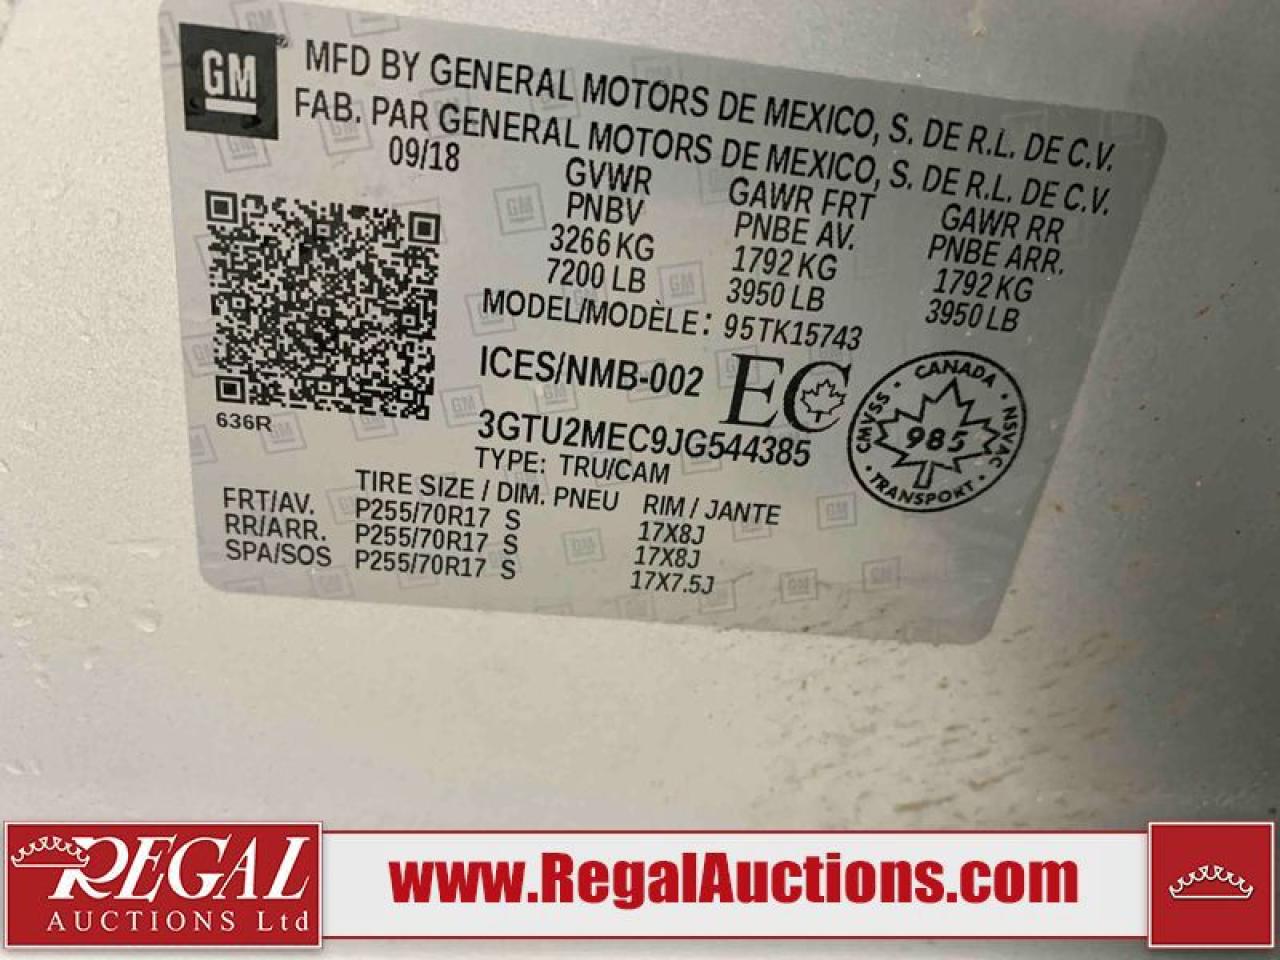 GM
MFD BY GENERAL MOTORS DE MEXICO, S. DE R.L. DE C.V.
FAB. PAR GENERAL MOTORS DE MEXICO, S. DE R.L. DE C.V.
09/18
GVWR GAWR FRT GAWR RR
PNBV PNBE AV. PNBE ARR.
3266 KG 1792 KG 1792 KG
7200 LB 3950 LB 3950 LB
MODEL/MODÈLE: 95TK15743
ICES/NMB-002 EC
3GTU2MEC9JG544385
TYPE: TRU/CAM
636R
CANADA
CMVSS 985 NSVAC
TRANSPORT
TIRE SIZE / DIM. PNEU RIM / JANTE
FRT/AV. P255/70R17 S 17X8J
RR/ARR. P255/70R17 S 17X8J
SPA/SOS P255/70R17 S 17X7.5J
REGAL
AUCTIONS Ltd
www.RegalAuctions.com